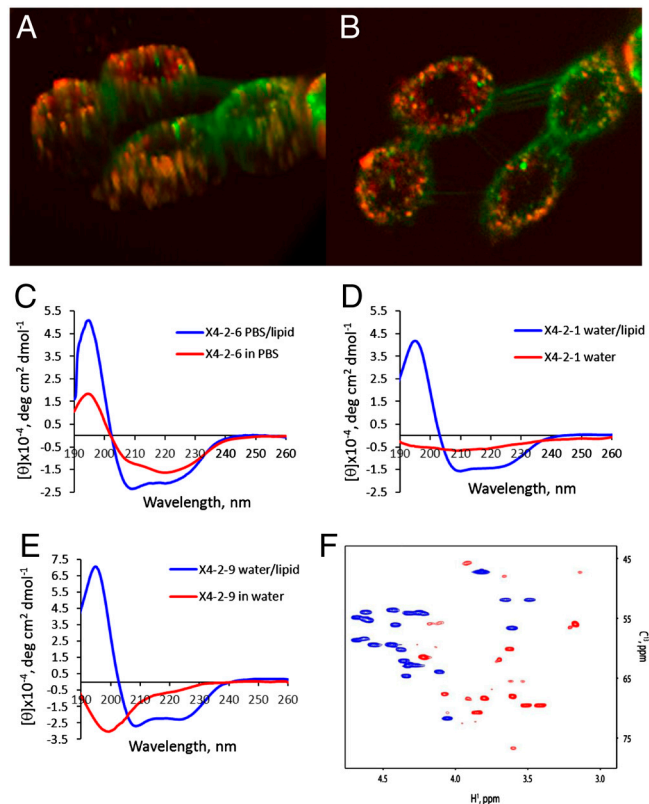 A
B
C
5.5
4.5
3.5
2.5
1.5
0.5
-0.5
-1.5
-2.5
190 200 210 220 230 240 250 260
[θ]x10⁻⁴, deg cm² dmol⁻¹
Wavelength, nm
X4-2-6 PBS/lipid
X4-2-6 in PBS
D
5.5
4.5
3.5
2.5
1.5
0.5
-0.5
-1.5
-2.5
190 200 210 220 230 240 250 260
[θ]x10⁻⁴, deg cm² dmol⁻¹
Wavelength, nm
X4-2-1 water/lipid
X4-2-1 water
E
7.5
6.5
5.5
4.5
3.5
2.5
1.5
0.5
-0.5
-1.5
-2.5
-3.5
190 200 210 220 230 240 250 260
[θ]x10⁻⁴, deg cm² dmol⁻¹
Wavelength, nm
X4-2-9 water/lipid
X4-2-9 in water
F
45
55
65
75
C¹³, ppm
4.5 4.0 3.5 3.0
H¹, ppm